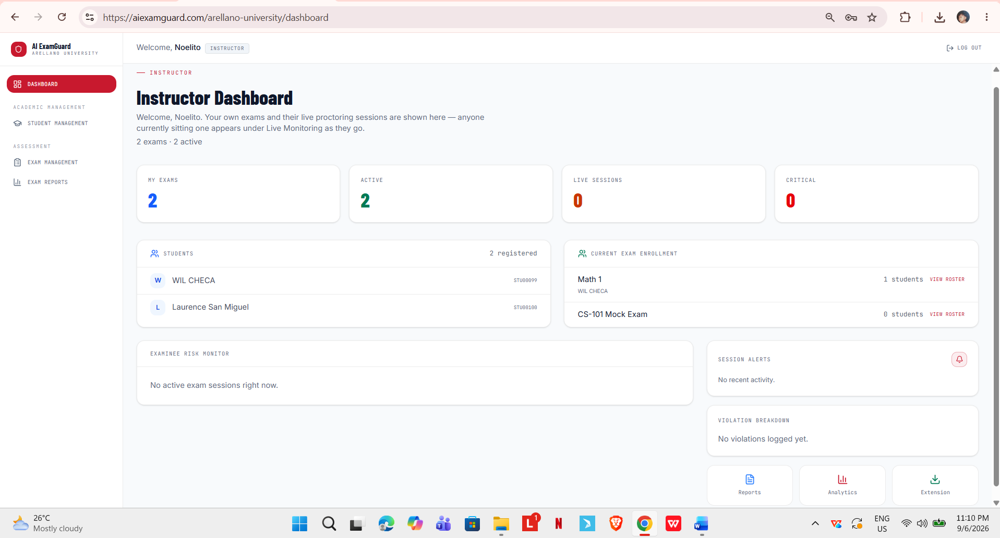 https://aiexamguard.com/arellano-university/dashboard
AI ExamGuard
ARELLANO UNIVERSITY
Welcome, Noelito INSTRUCTOR
LOG OUT
DASHBOARD
ACADEMIC MANAGEMENT
STUDENT MANAGEMENT
ASSESSMENT
EXAM MANAGEMENT
EXAM REPORTS
INSTRUCTOR
Instructor Dashboard
Welcome, Noelito. Your own exams and their live proctoring sessions are shown here — anyone
currently sitting one appears under Live Monitoring as they go.
2 exams · 2 active
MY EXAMS
2
ACTIVE
2
LIVE SESSIONS
0
CRITICAL
0
STUDENTS 2 registered
W WIL CHECA STU00099
L Laurence San Miguel STU00100
CURRENT EXAM ENROLLMENT
Math 1 1 students VIEW ROSTER
WIL CHECA
CS-101 Mock Exam 0 students VIEW ROSTER
EXAMINEE RISK MONITOR
No active exam sessions right now.
SESSION ALERTS
No recent activity.
VIOLATION BREAKDOWN
No violations logged yet.
Reports
Analytics
Extension
26°C
Mostly cloudy
L 1
N
W
T
W
ENG
US
11:10 PM
9/6/2026